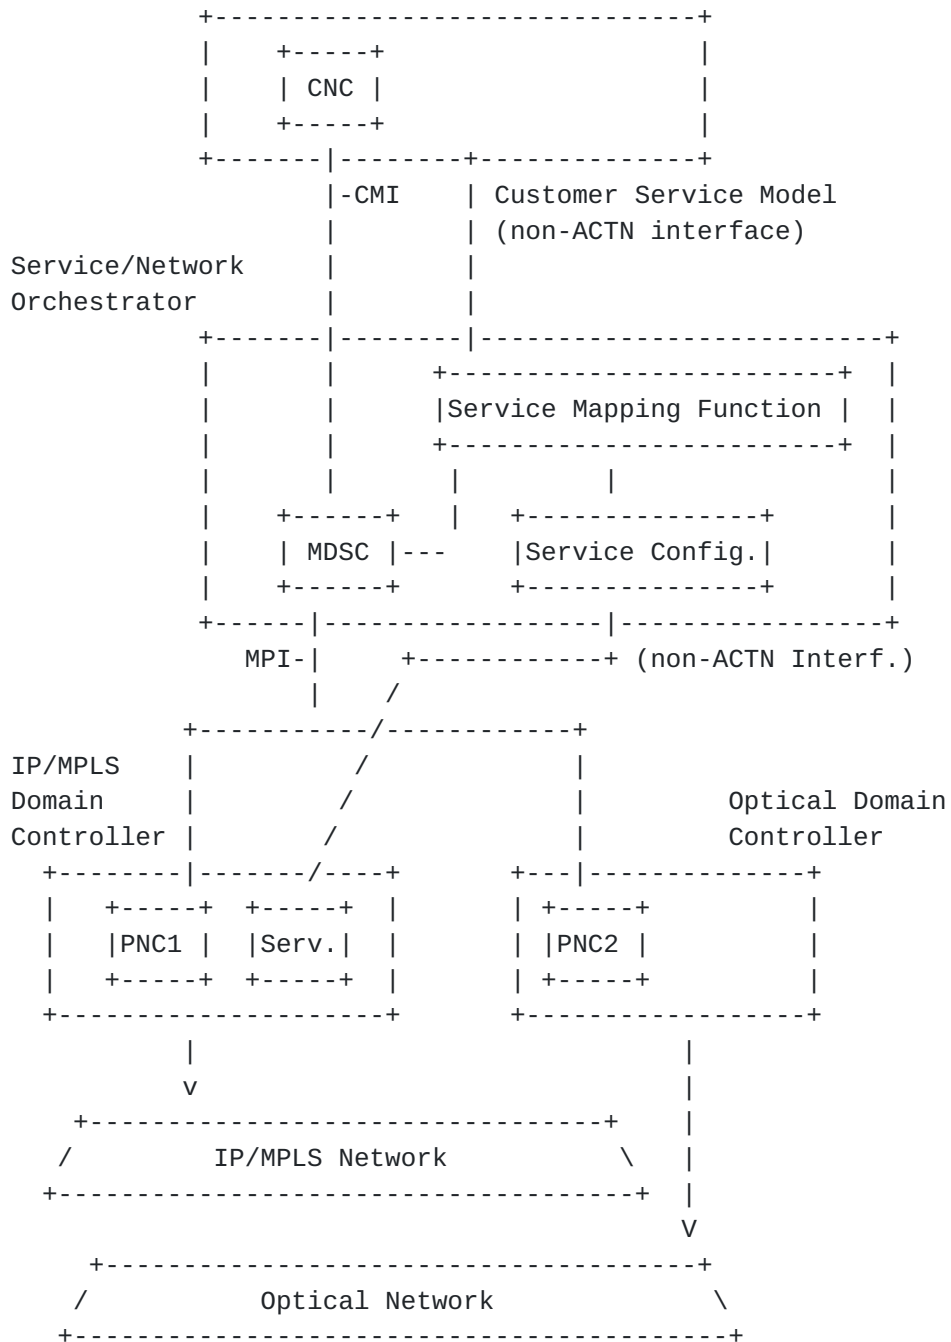 CNC
-CMI Customer Service Model
(non-ACTN interface)
Service/Network
Orchestrator
Service Mapping Function
MDSC
Service Config.
MPI- (non-ACTN Interf.)
IP/MPLS
Domain Optical Domain
Controller Controller
PNC1 Serv. PNC2
v
IP/MPLS Network
V
Optical Network